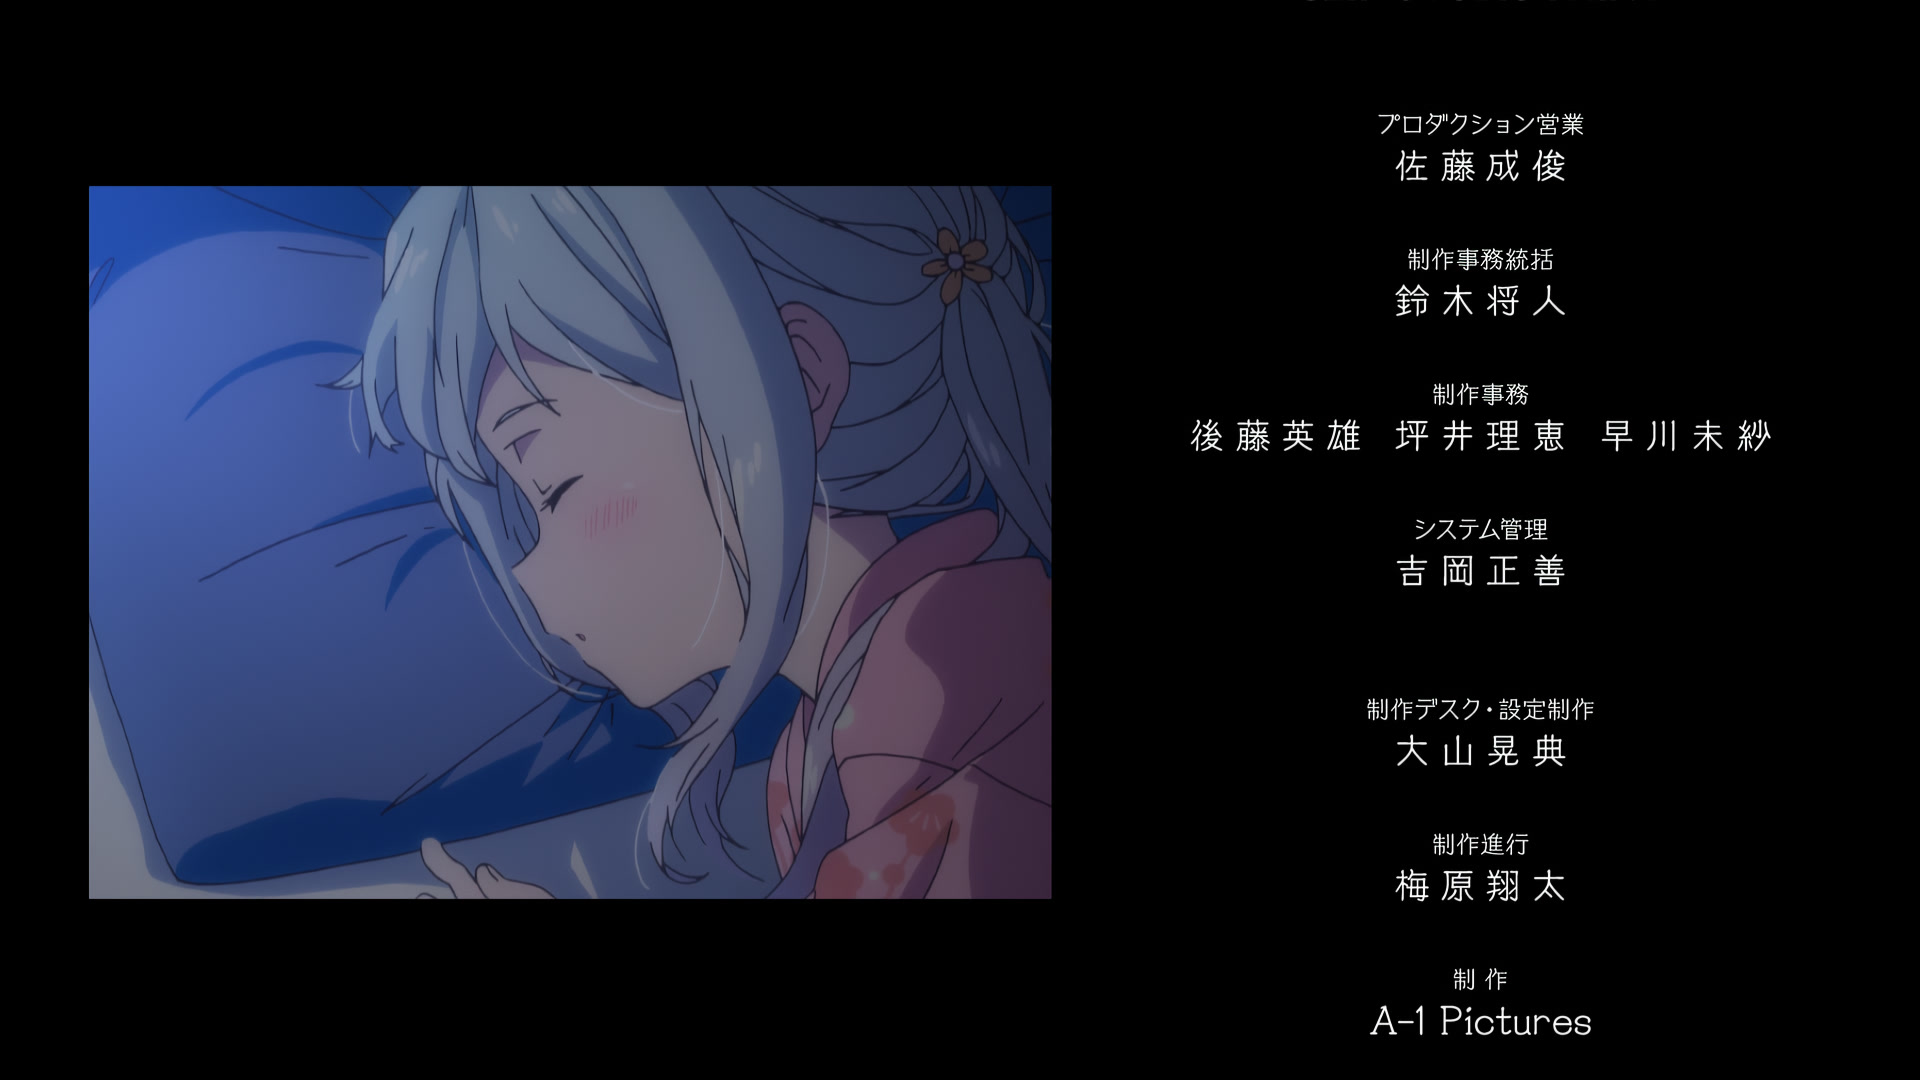 プロダクション営業
佐藤成俊
制作事務統括
鈴木将人
制作事務
後藤英雄 坪井理恵 早川未紗
システム管理
吉岡正善
制作デスク・設定制作
大山晃典
制作進行
梅原翔太
制作
A-1 Pictures